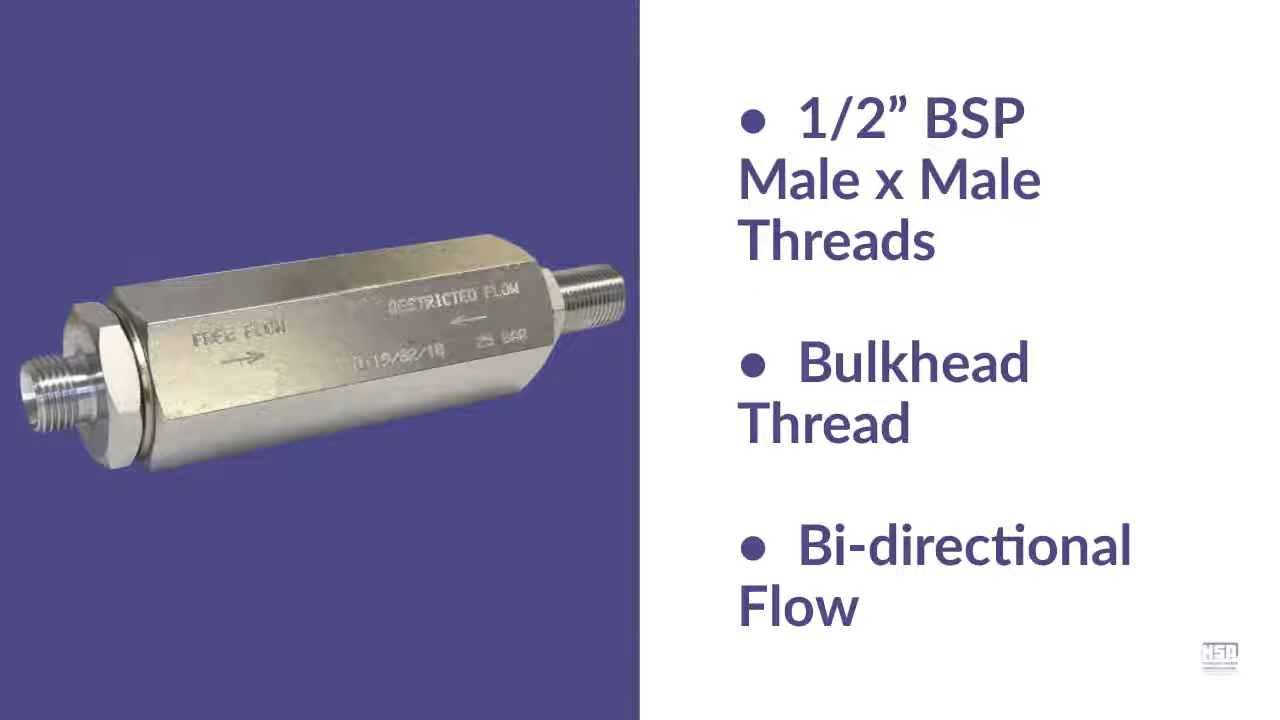 FREE FLOW
RESTRICTED FLOW
25 BAR
● 1/2” BSP
Male x Male
Threads
● Bulkhead
Thread
● Bi-directional
Flow